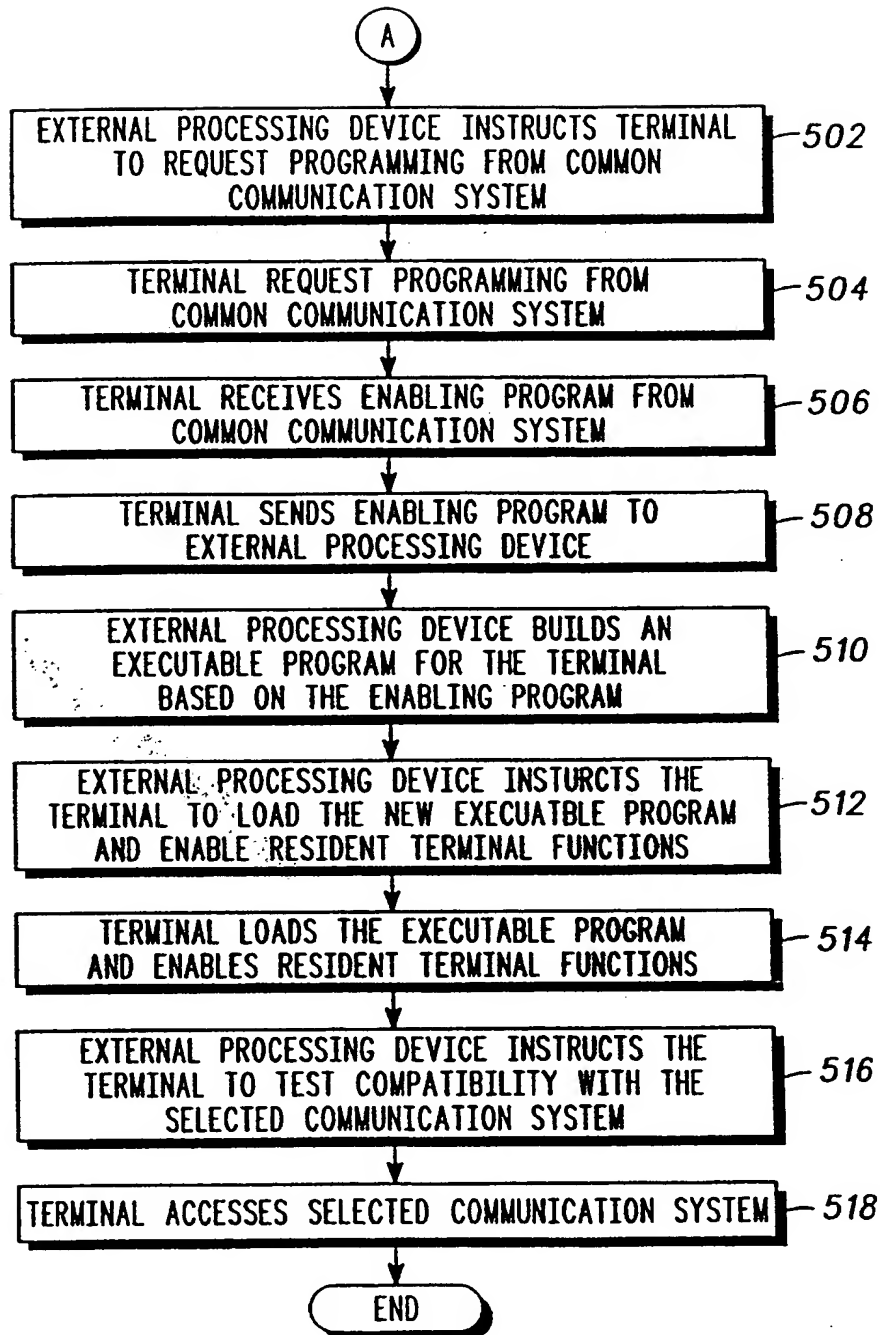 A
EXTERNAL PROCESSING DEVICE INSTRUCTS TERMINAL
TO REQUEST PROGRAMMING FROM COMMON
COMMUNICATION SYSTEM
502
TERMINAL REQUEST PROGRAMMING FROM
COMMON COMMUNICATION SYSTEM
504
TERMINAL RECEIVES ENABLING PROGRAM FROM
COMMON COMMUNICATION SYSTEM
506
TERMINAL SENDS ENABLING PROGRAM TO
EXTERNAL PROCESSING DEVICE
508
EXTERNAL PROCESSING DEVICE BUILDS AN
EXECUTABLE PROGRAM FOR THE TERMINAL
BASED ON THE ENABLING PROGRAM
510
EXTERNAL PROCESSING DEVICE INSTURCTS THE
TERMINAL TO LOAD THE NEW EXECUATBLE PROGRAM
AND ENABLE RESIDENT TERMINAL FUNCTIONS
512
TERMINAL LOADS THE EXECUTABLE PROGRAM
AND ENABLES RESIDENT TERMINAL FUNCTIONS
514
EXTERNAL PROCESSING DEVICE INSTRUCTS THE
TERMINAL TO TEST COMPATIBILITY WITH THE
SELECTED COMMUNICATION SYSTEM
516
TERMINAL ACCESSES SELECTED COMMUNICATION SYSTEM
518
END